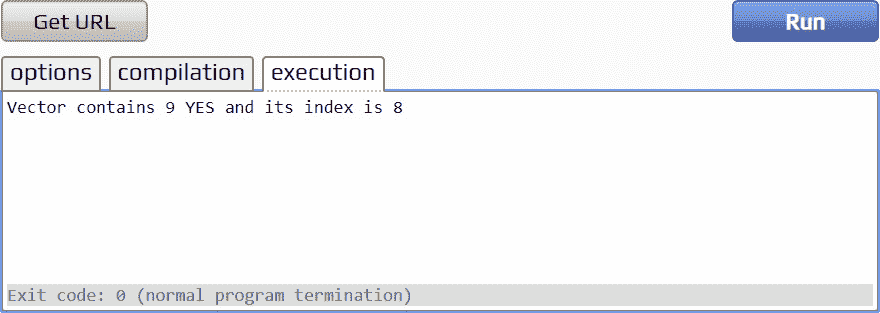 Get URL Run
options compilation execution
Vector contains 9 YES and its index is 8
Exit code: 0 (normal program termination)